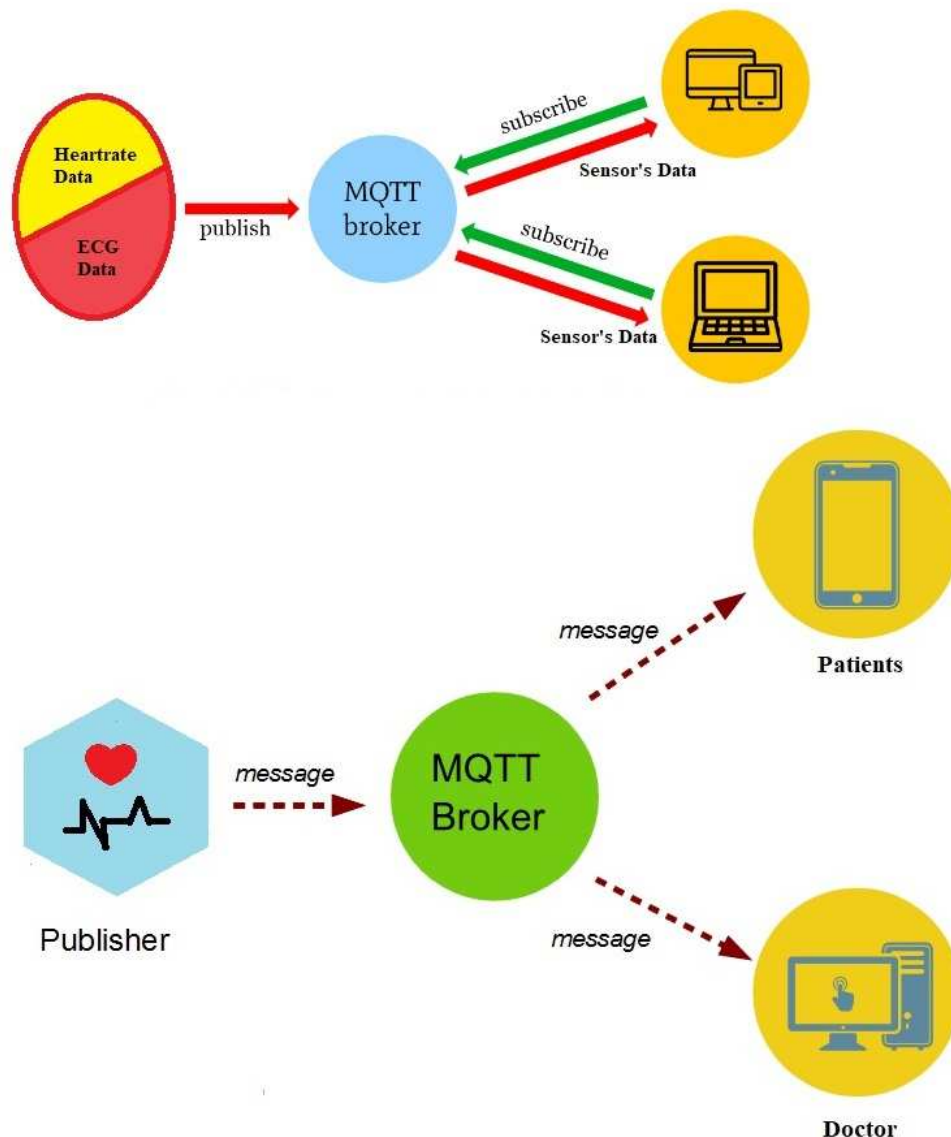 Heartrate
Data
ECG
Data
publish
MQTT
broker
subscribe
Sensor's Data
subscribe
Sensor's Data
message
Patients
MQTT
Broker
message
Publisher
message
Doctor